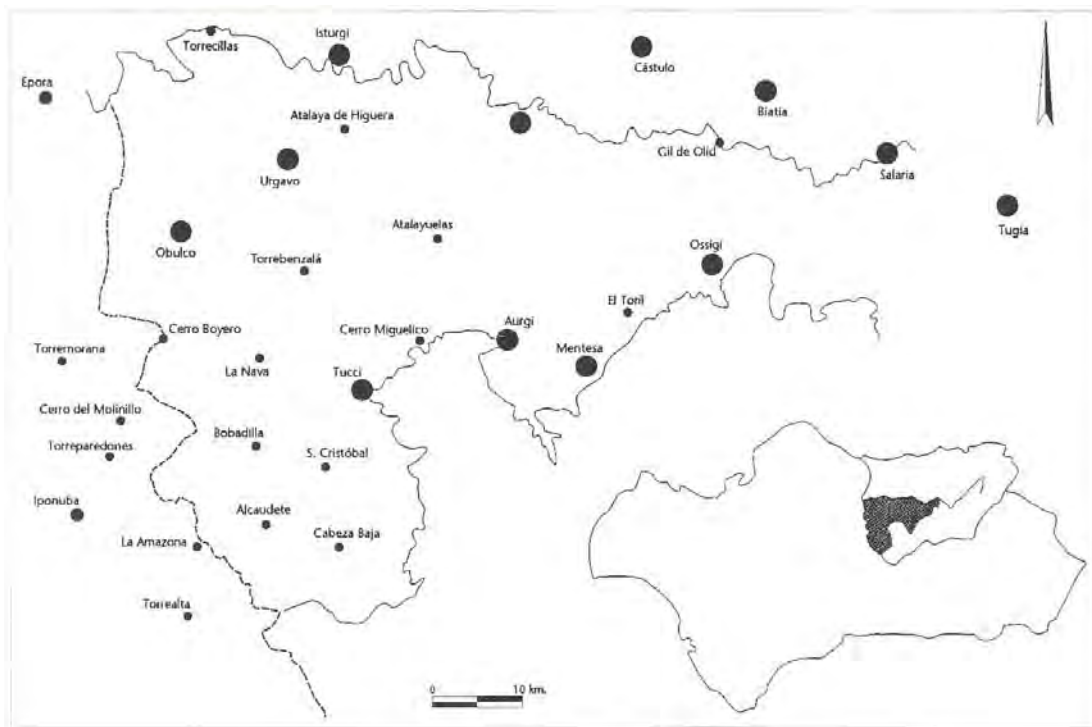 Isturgi
Torrecillas
Cástulo
Epora
Biatia
Atalaya de Higuera
Gil de Olid
Urgavo
Salaria
Atalayuelas
Tugia
Obulco
Ossigi
Torrebenzalá
El Toril
Cerro Boyero
Cerro Miguelico
Aurgi
Torremorana
Mentesa
La Nava
Tucci
Cerro del Molinillo
Bobadilla
Torreparedones
S. Cristóbal
Iponuba
Alcaudete
La Amazona
Cabeza Baja
Torrealta
0 10 km.